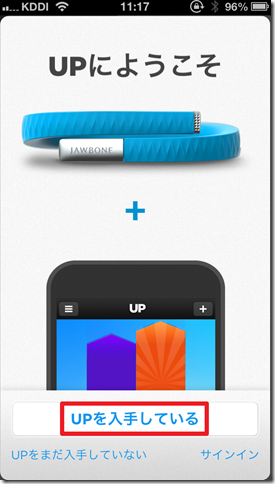 KDDI 11:17 96%
UPにようこそ
JAWBONE
+
UP
+
UPを入手している
UPをまだ入手していない サインイン